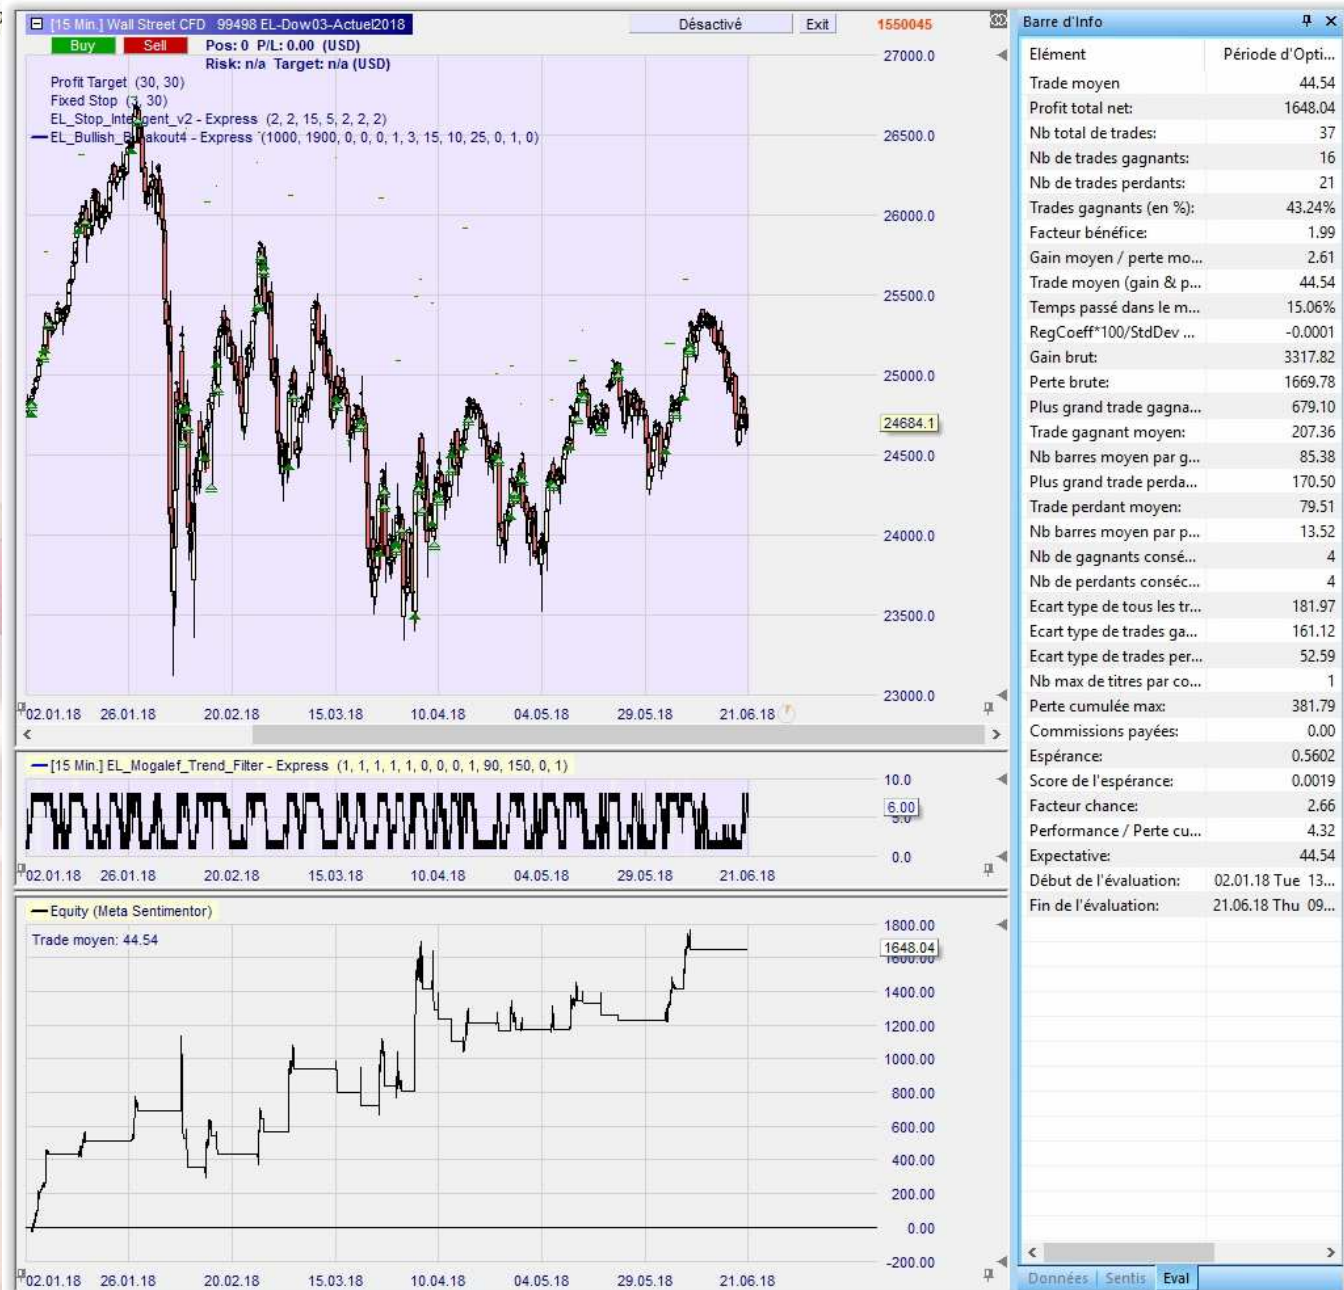 [15 Min.] Wall Street CFD 99498 EL-Dow03-Actuel2018
Désactivé
Exit
1550045
Buy
Sell
Pos: 0 P/L: 0.00 (USD)
Risk: n/a Target: n/a (USD)
Profit Target (30, 30)
Fixed Stop (3, 30)
EL_Stop_Intelligent_v2 - Express (2, 2, 15, 5, 2, 2, 2)
EL_Bullish_Breakout4 - Express (1000, 1900, 0, 0, 0, 1, 3, 15, 10, 25, 0, 1, 0)
27000.0
26500.0
26000.0
25500.0
25000.0
24684.1
24500.0
24000.0
23500.0
23000.0
02.01.18 26.01.18 20.02.18 15.03.18 10.04.18 04.05.18 29.05.18 21.06.18
[15 Min.] EL_Mogalef_Trend_Filter - Express (1, 1, 1, 1, 1, 0, 0, 0, 1, 90, 150, 0, 1)
10.0
6.00
5.0
0.0
02.01.18 26.01.18 20.02.18 15.03.18 10.04.18 04.05.18 29.05.18 21.06.18
Equity (Meta Sentimentor)
Trade moyen: 44.54
1800.00
1648.04
1600.00
1400.00
1200.00
1000.00
800.00
600.00
400.00
200.00
0.00
-200.00
02.01.18 26.01.18 20.02.18 15.03.18 10.04.18 04.05.18 29.05.18 21.06.18
Barre d'Info
Elément Période d'Opti...
Trade moyen 44.54
Profit total net: 1648.04
Nb total de trades: 37
Nb de trades gagnants: 16
Nb de trades perdants: 21
Trades gagnants (en %): 43.24%
Facteur bénéfice: 1.99
Gain moyen / perte mo... 2.61
Trade moyen (gain & p... 44.54
Temps passé dans le m... 15.06%
RegCoeff*100/StdDev ... -0.0001
Gain brut: 3317.82
Perte brute: 1669.78
Plus grand trade gagna... 679.10
Trade gagnant moyen: 207.36
Nb barres moyen par g... 85.38
Plus grand trade perda... 170.50
Trade perdant moyen: 79.51
Nb barres moyen par p... 13.52
Nb de gagnants consé... 4
Nb de perdants conséc... 4
Ecart type de tous les tr... 181.97
Ecart type de trades ga... 161.12
Ecart type de trades per... 52.59
Nb max de titres par co... 1
Perte cumulée max: 381.79
Commissions payées: 0.00
Espérance: 0.5602
Score de l'espérance: 0.0019
Facteur chance: 2.66
Performance / Perte cu... 4.32
Expectative: 44.54
Début de l'évaluation: 02.01.18 Tue 13...
Fin de l'évaluation: 21.06.18 Thu 09...
Données Sentis Eval